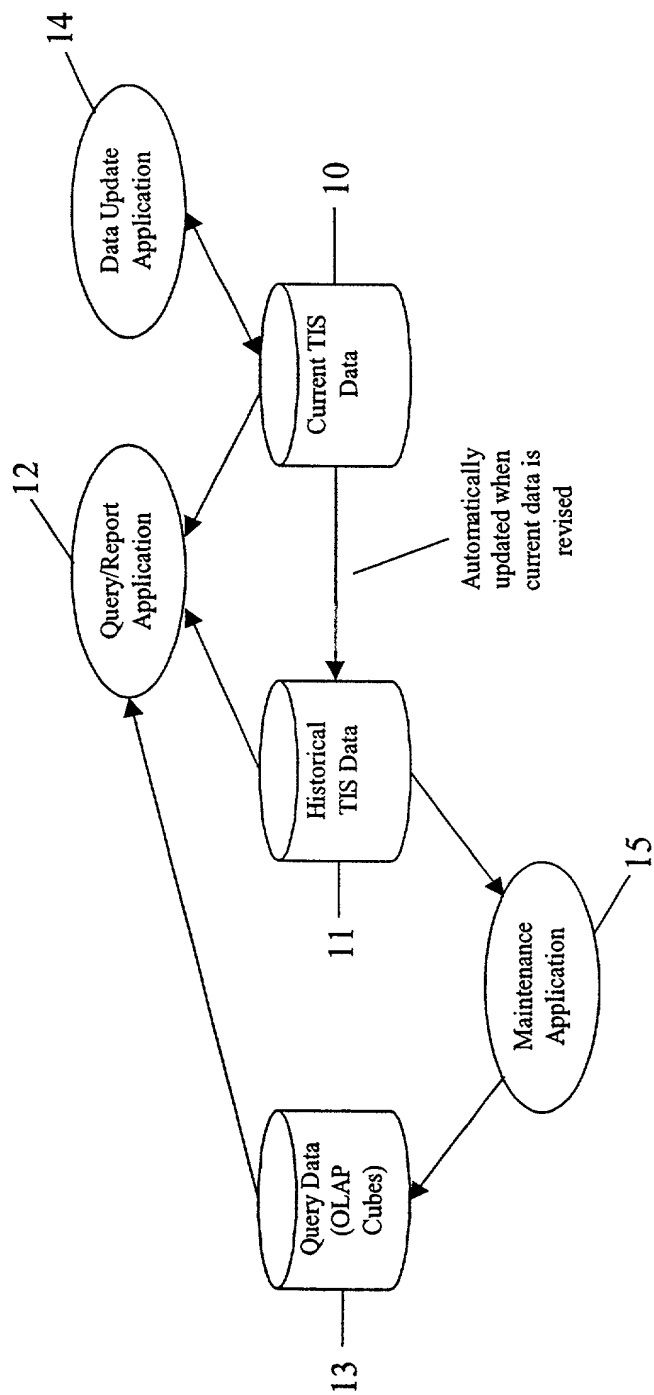 14
Data Update
Application
12
Query/Report
Application
10
Current TIS
Data
Automatically
updated when
current data is
revised
Historical
TIS Data
11
15
Maintenance
Application
Query Data
(OLAP
Cubes)
13